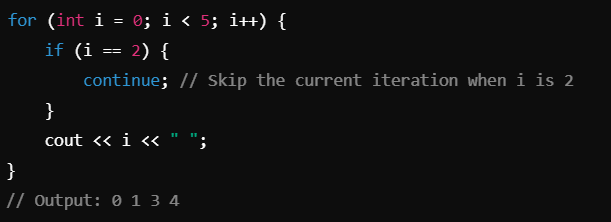 for (int i = 0; i < 5; i++) {
    if (i == 2) {
        continue; // Skip the current iteration when i is 2
    }
    cout << i << " ";
}
// Output: 0 1 3 4